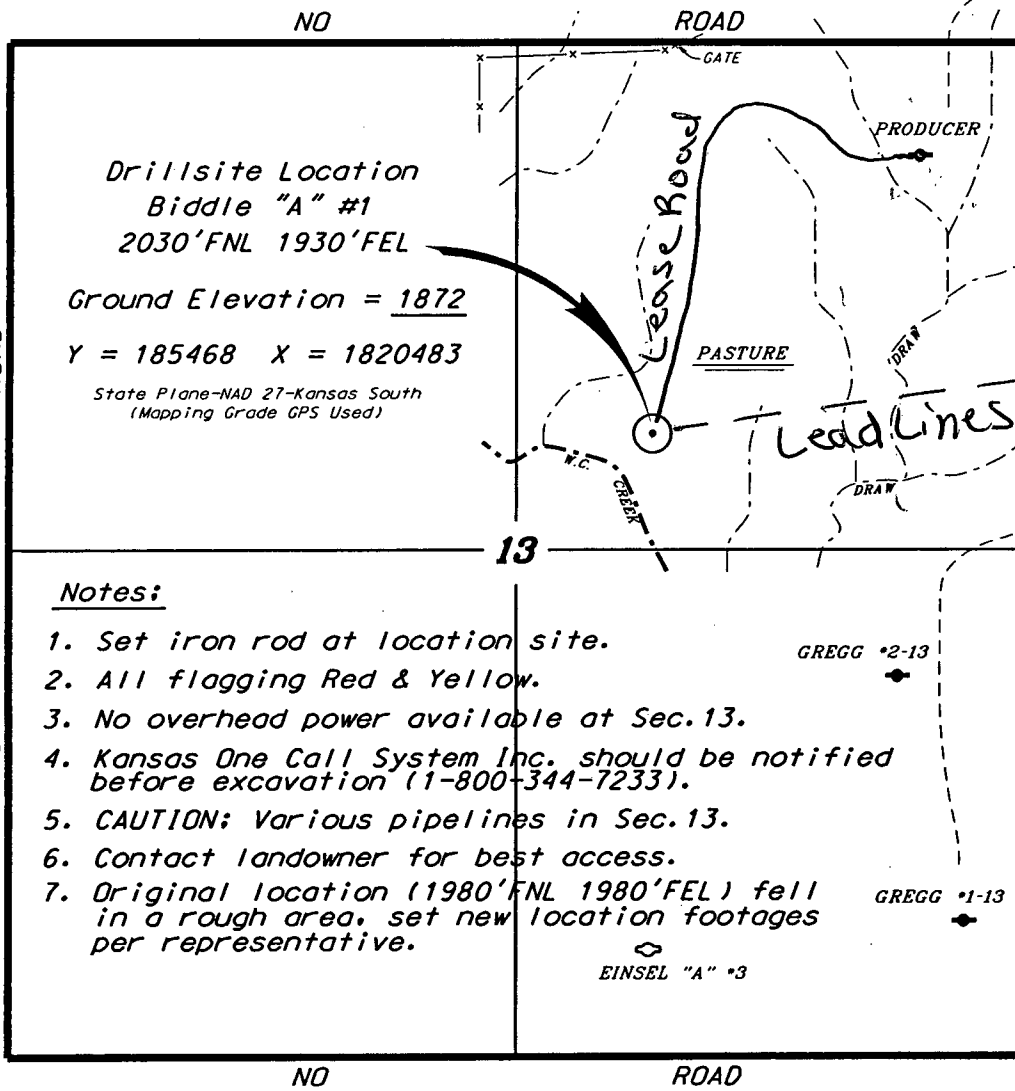 NO ROAD
GATE
PRODUCER
Drillsite Location
Biddle "A" #1
2030'FNL 1930'FEL
Lease Road
Ground Elevation = 1872
Y = 185468 X = 1820483
State Plane-NAD 27-Kansas South
(Mapping Grade GPS Used)
PASTURE
DRAW
Lead Lines
W.C.
CREEK
DRAW
13
Notes:
1. Set iron rod at location site.
2. All flagging Red & Yellow.
3. No overhead power available at Sec.13.
4. Kansas One Call System Inc. should be notified
before excavation (1-800-344-7233).
5. CAUTION: Various pipelines in Sec.13.
6. Contact landowner for best access.
7. Original location (1980'FNL 1980'FEL) fell
in a rough area, set new location footages
per representative.
GREGG #2-13
GREGG #1-13
EINSEL "A" #3
NO ROAD